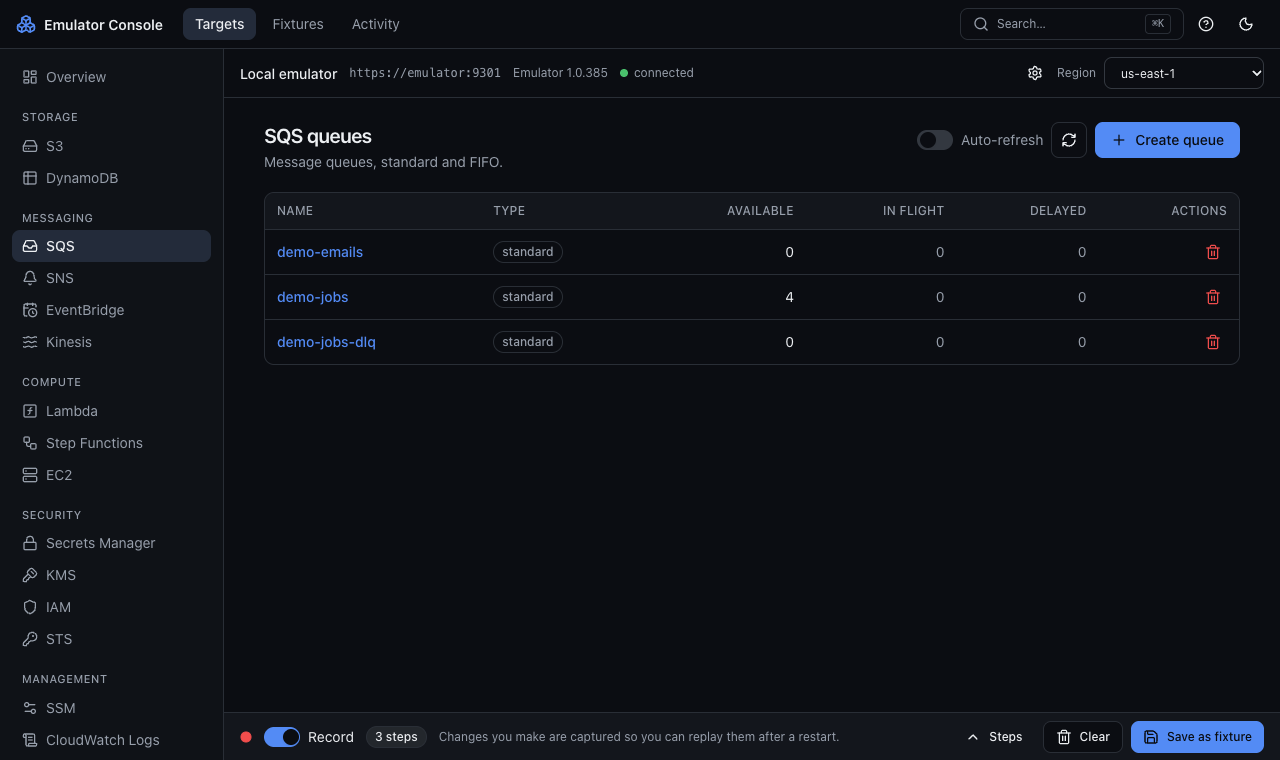 Emulator Console
Targets
Fixtures
Activity
Search...
⌘K
Overview
STORAGE
S3
DynamoDB
MESSAGING
SQS
SNS
EventBridge
Kinesis
COMPUTE
Lambda
Step Functions
EC2
SECURITY
Secrets Manager
KMS
IAM
STS
MANAGEMENT
SSM
CloudWatch Logs
Local emulator https://emulator:9301 Emulator 1.0.385 connected
Region us-east-1
SQS queues
Message queues, standard and FIFO.
Auto-refresh
Create queue
NAME TYPE AVAILABLE IN FLIGHT DELAYED ACTIONS
demo-emails standard 0 0 0
demo-jobs standard 4 0 0
demo-jobs-dlq standard 0 0 0
Record 3 steps Changes you make are captured so you can replay them after a restart.
Steps
Clear
Save as fixture